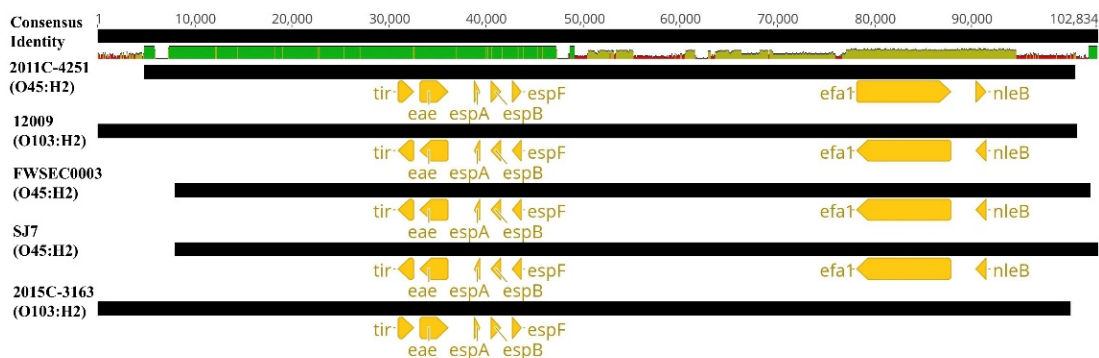 Consensus 1 10,000 20,000 30,000 40,000 50,000 60,000 70,000 80,000 90,000 102,834
Identity
2011C-4251
(O45:H2) tir espF efa1 nleB
eae espA espB
12009
(O103:H2)
tir espF efa1 nleB
eae espA espB
FWSEC0003
(O45:H2)
tir espF efa1 nleB
eae espA espB
SJ7
(O45:H2)
tir espF efa1 nleB
eae espA espB
2015C-3163
(O103:H2)
tir espF
eae espA espB